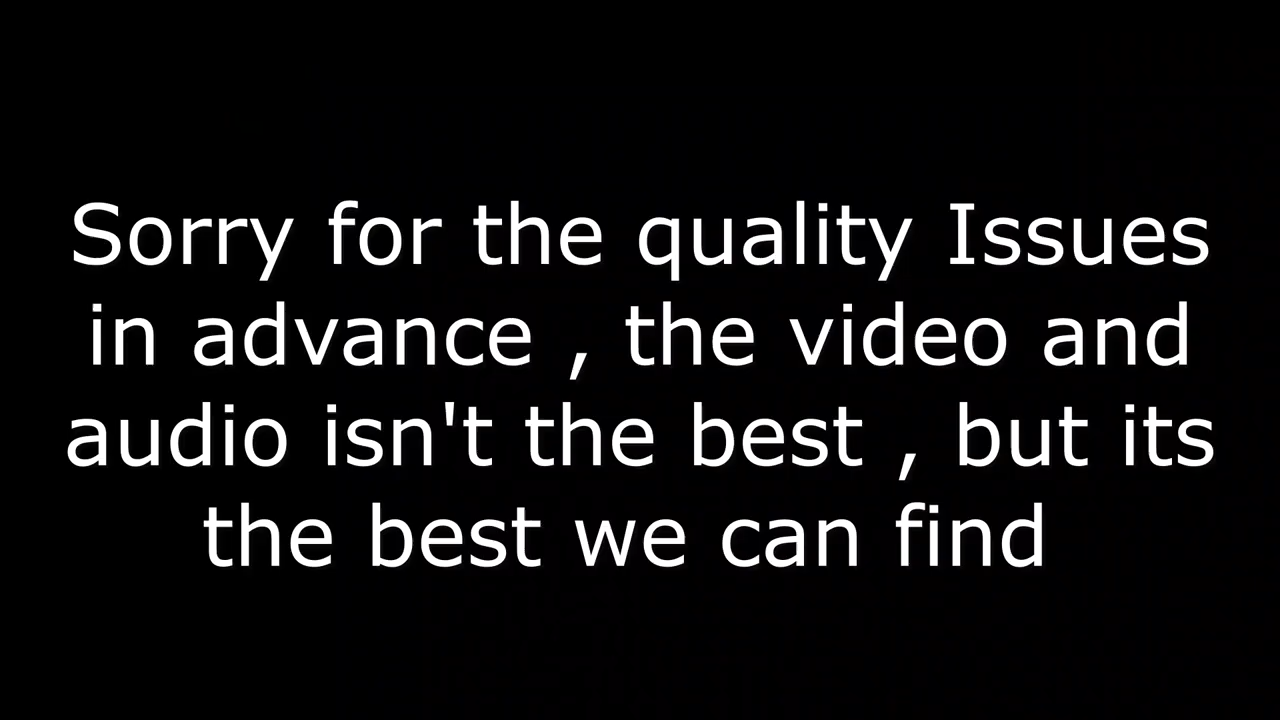 Sorry for the quality Issues
in advance , the video and
audio isn't the best , but its
the best we can find